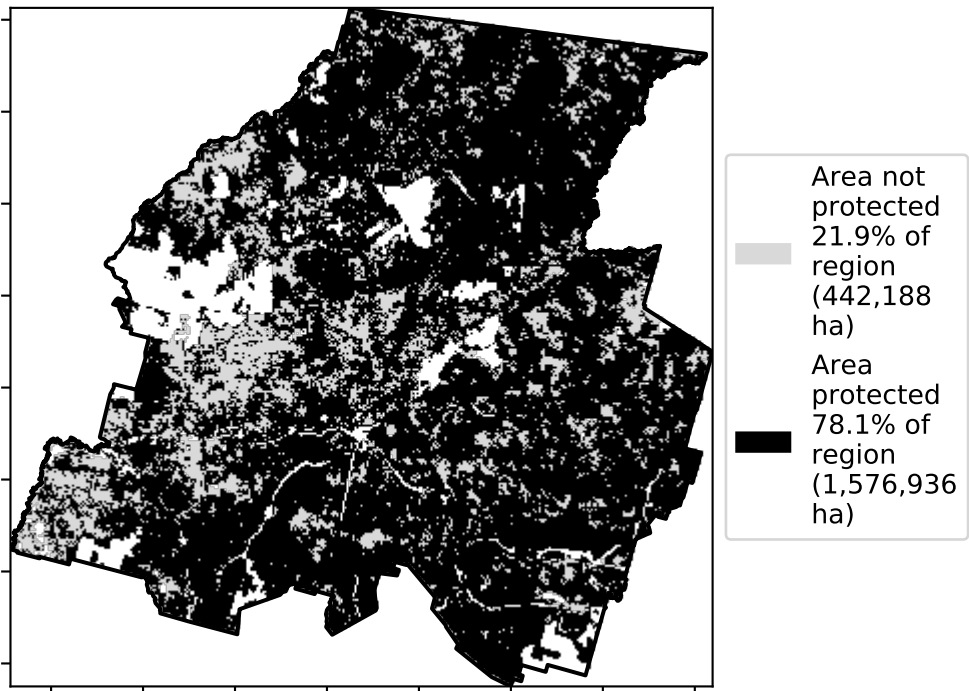 Area not
protected
21.9% of
region
(442,188
ha)
Area
protected
78.1% of
region
(1,576,936
ha)